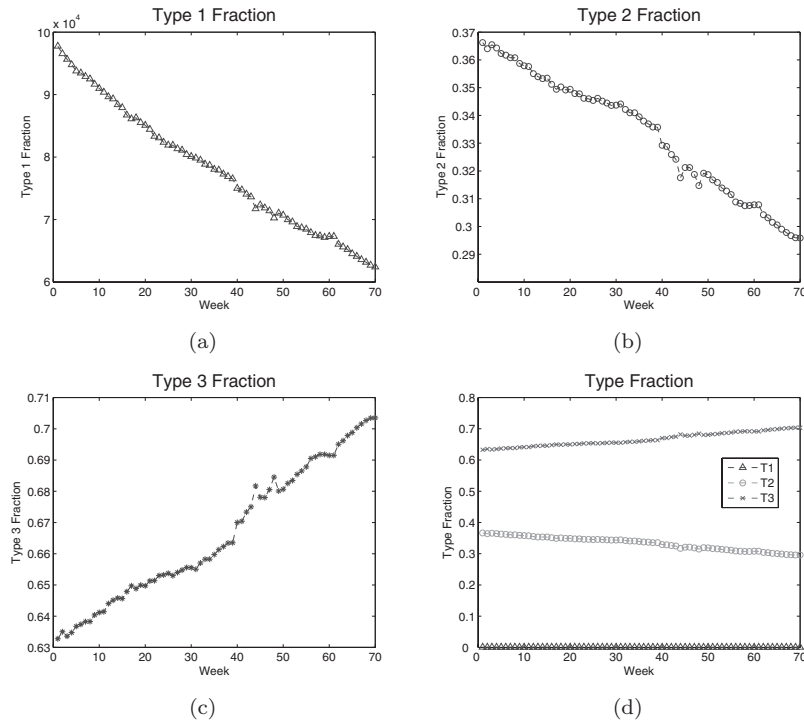 Type 1 Fraction
x 10^4
10
9
8
7
6
Type 1 Fraction
0 10 20 30 40 50 60 70
Week
(a)
Type 2 Fraction
0.37
0.36
0.35
0.34
0.33
0.32
0.31
0.3
0.29
Type 2 Fraction
0 10 20 30 40 50 60 70
Week
(b)
Type 3 Fraction
0.71
0.7
0.69
0.68
0.67
0.66
0.65
0.64
0.63
Type 3 Fraction
0 10 20 30 40 50 60 70
Week
(c)
Type Fraction
0.8
0.7
0.6
0.5
0.4
0.3
0.2
0.1
0
Type Fraction
T1
T2
T3
0 10 20 30 40 50 60 70
Week
(d)